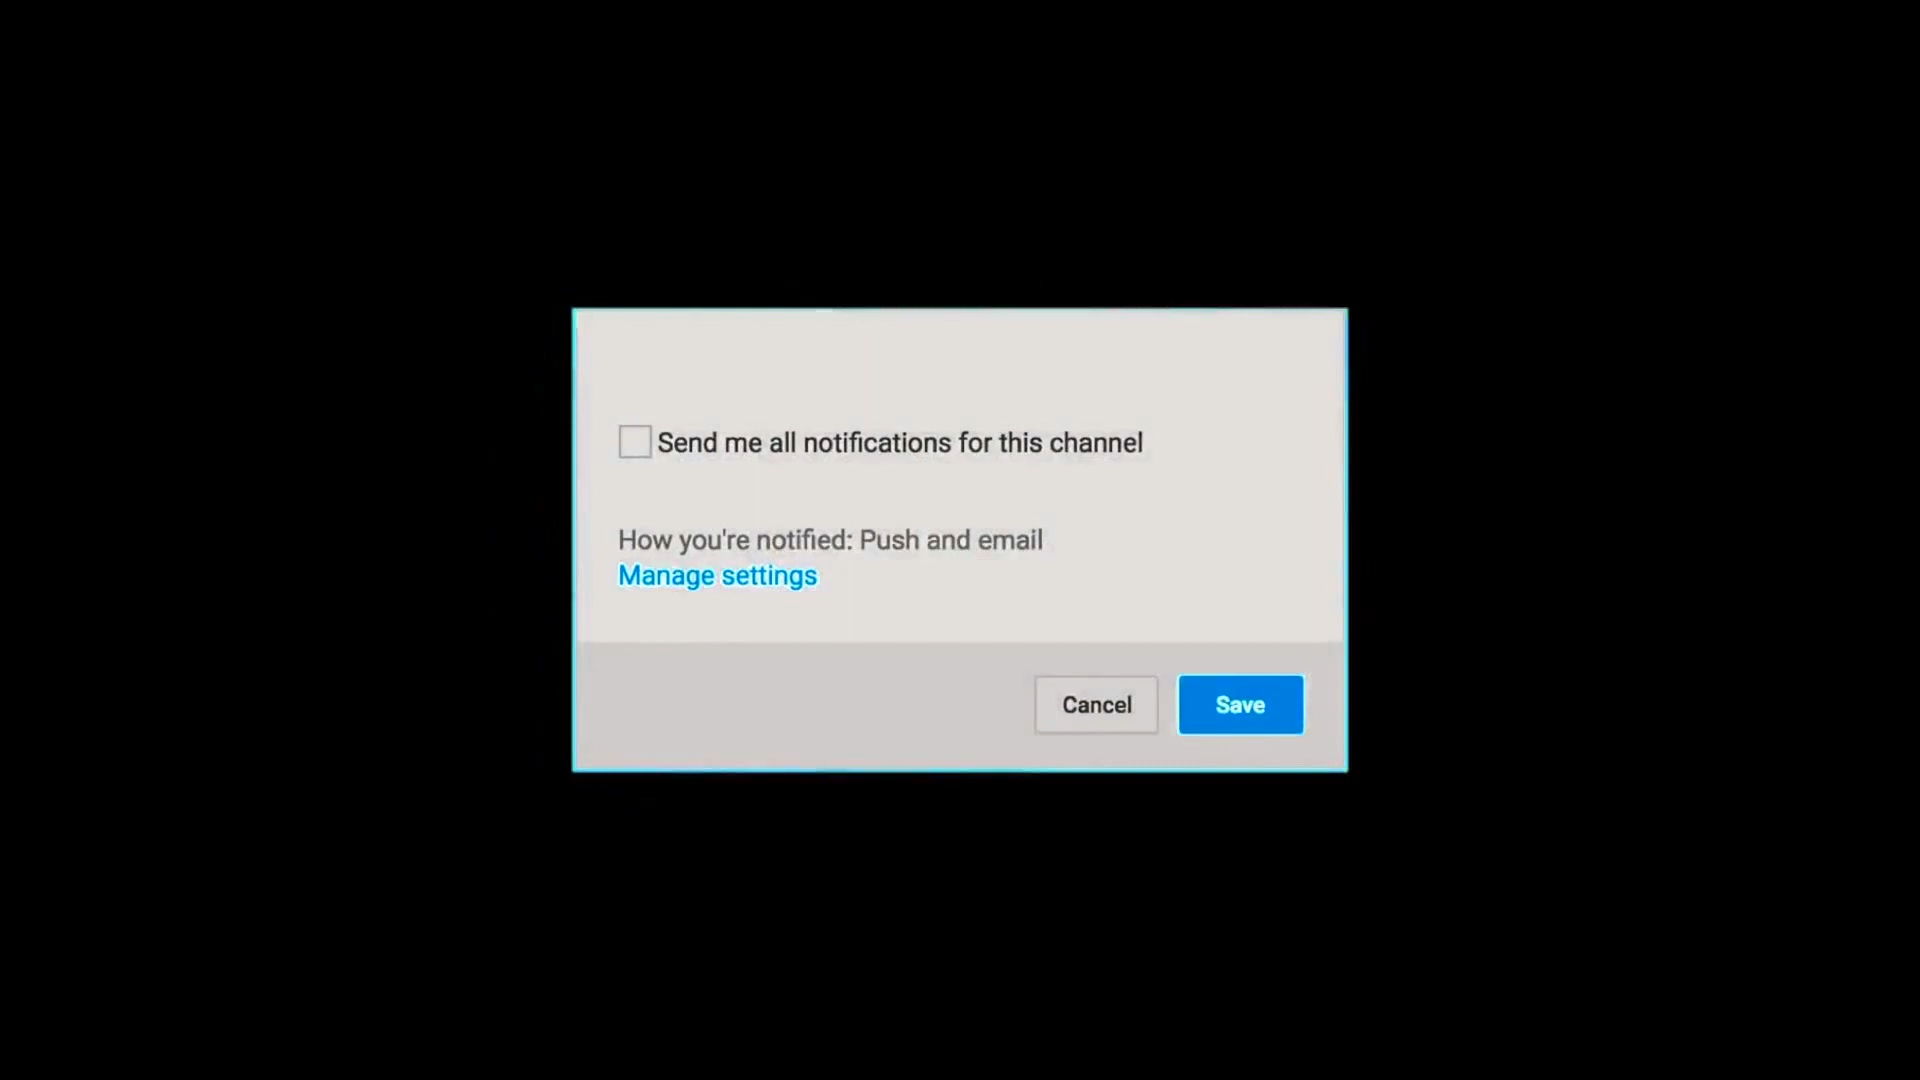 Send me all notifications for this channel
How you're notified: Push and email
Manage settings
Cancel
Save